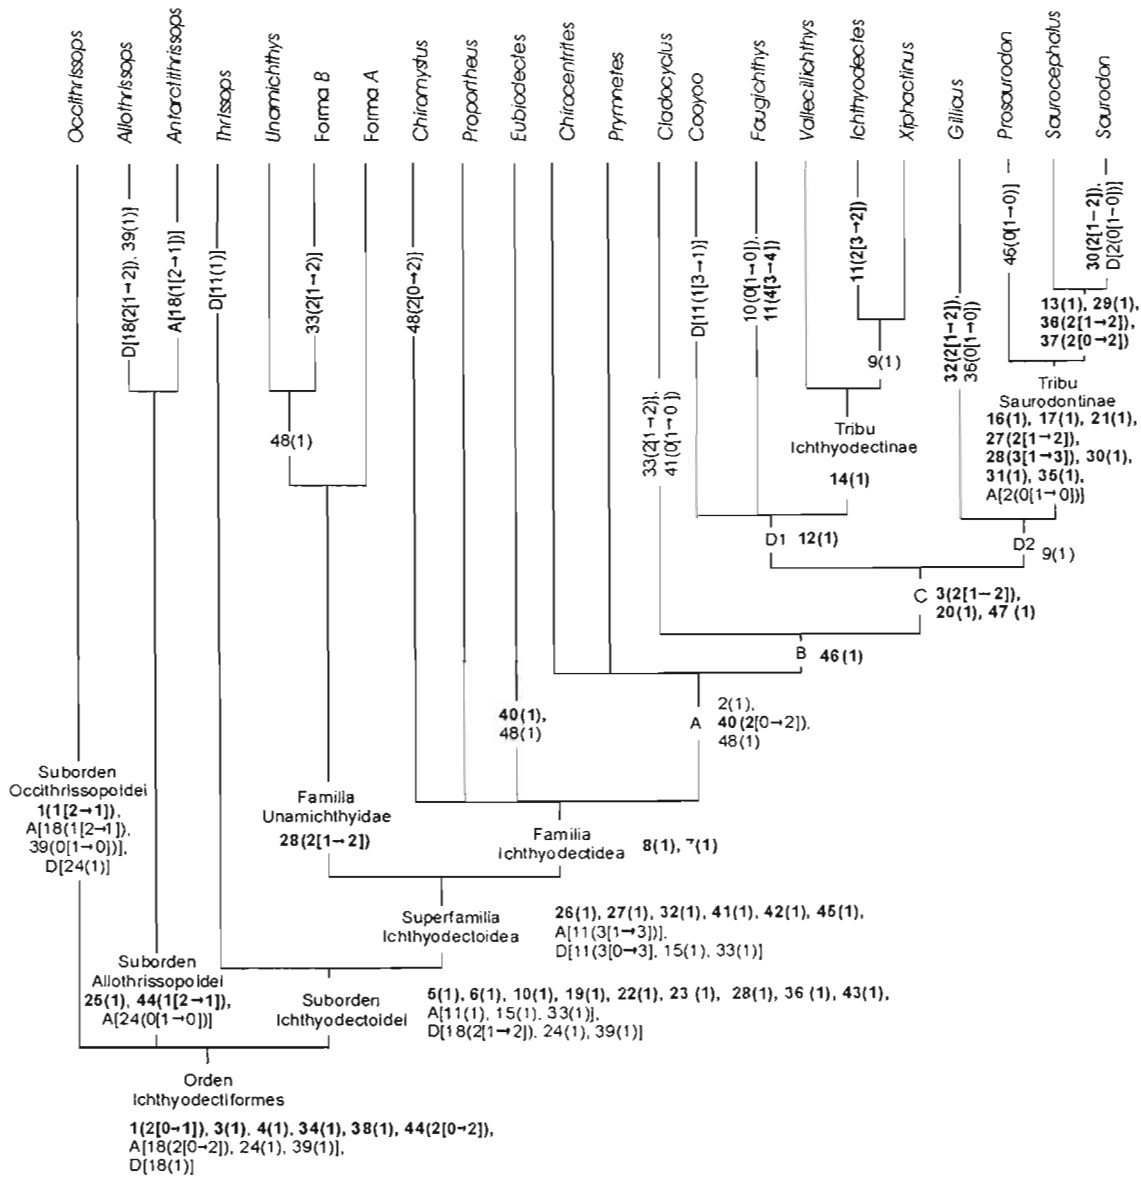 Occithrissops
Allothrissops
Antarctithrissops
Thrissops
Unamichthys
Forma B
Forma A
Chiromystus
Proportheus
Eubiodectes
Chirocentrites
Prymnetes
Cladocyclus
Cooyoo
Faugichthys
Vallecillichthys
Ichthyodectes
Xiphactinus
Gillicus
Prosaurodon
Saurocephalus
Saurodon
D[18(2[1→2]), 39(1)]
A[18(1[2→1])]
D[11(1)]
33(2[1→2)]
48(2[0→2)]
D[11(1[3→1)]
10(0[1→0]),
11(4[3→4])
11(2[3→2])
32(2[1→2]),
36(0[1→0])
46(0[1→0)]
30(2[1→2]),
D[2(0[1→0])]
13(1), 29(1),
36(2[1→2]),
37(2[0→2])
9(1)
Tribu
Saurodontinae
16(1), 17(1), 21(1),
27(2[1→2]),
28(3[1→3]), 30(1),
31(1), 35(1),
A[2(0[1→0])]
33(2[1→2)],
41(0[1→0])
Tribu
Ichthyodectinae
14(1)
48(1)
D1 12(1)
D2
9(1)
C 3(2[1→2]),
20(1), 47 (1)
B 46(1)
40(1),
48(1)
A
2(1),
40(2[0→2]),
48(1)
Suborden
Occithrissopoidei
1(1[2→1]),
A[18(1[2→1]),
39(0[1→0])],
D[24(1)]
Familia
Unamichthyidae
28(2[1→2])
Familia
Ichthyodectidea
8(1), 7(1)
Superfamilia
Ichthyodectoidea
26(1), 27(1), 32(1), 41(1), 42(1), 45(1),
A[11(3[1→3])],
D[11(3[0→3], 15(1), 33(1)]
Suborden
Allothrissopoidei
25(1), 44(1[2→1]),
A[24(0[1→0])]
Suborden
Ichthyodectoidei
5(1), 6(1), 10(1), 19(1), 22(1), 23 (1), 28(1), 36 (1), 43(1),
A[11(1), 15(1). 33(1)],
D[18(2[1→2]). 24(1), 39(1)]
Orden
Ichthyodectiformes
1(2[0→1]), 3(1), 4(1), 34(1), 38(1), 44(2[0→2]),
A[18(2[0→2]), 24(1), 39(1)],
D[18(1)]